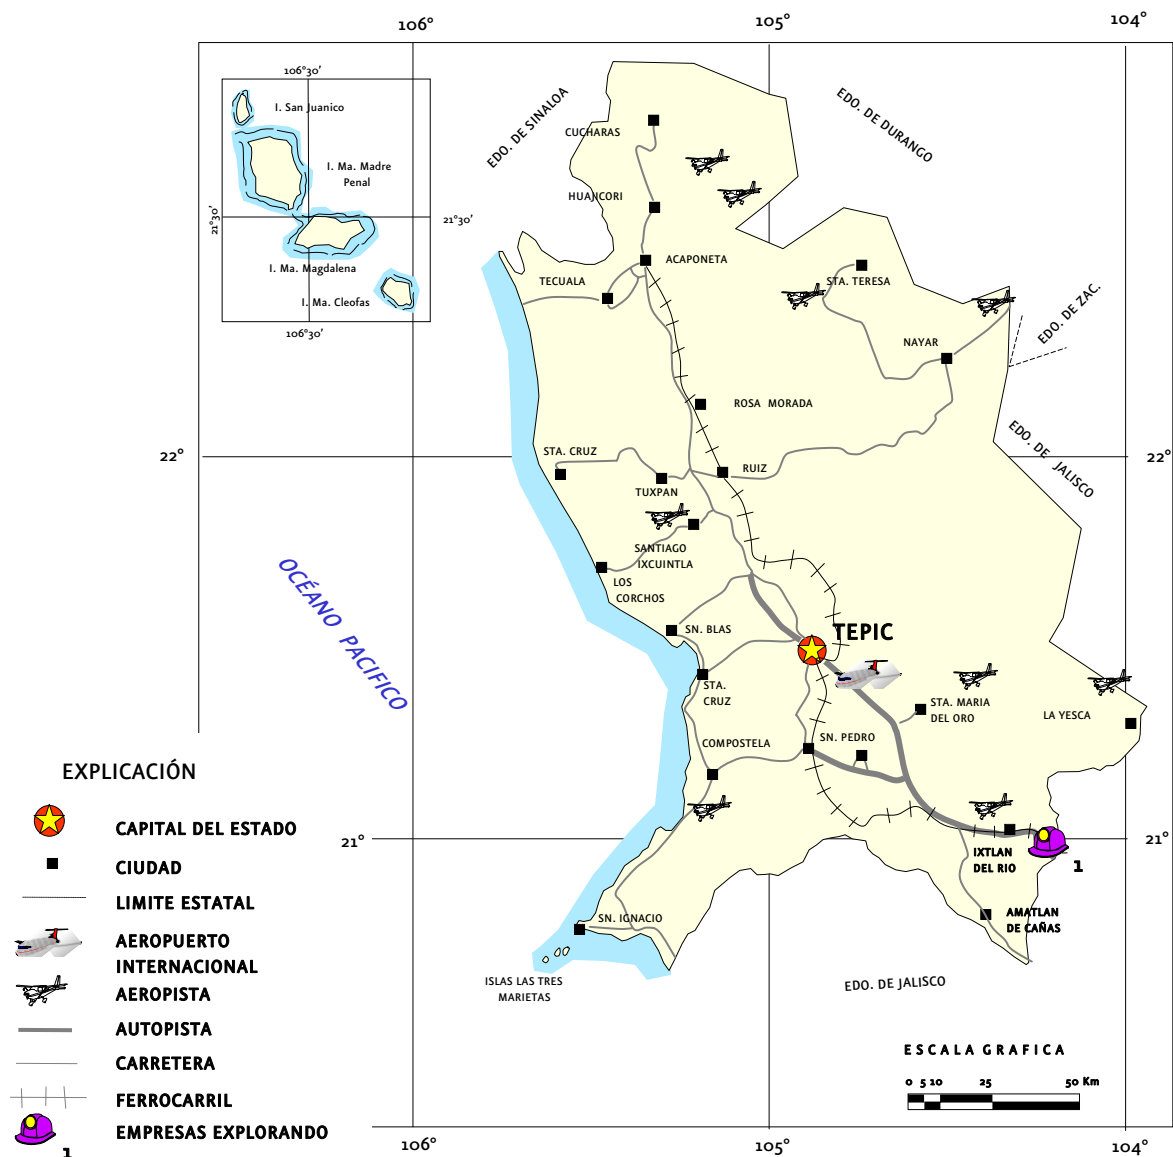 106°
105°
104°
106°30'
I. San Juanico
I. Ma. Madre
Penal
21°30'
21°30'
I. Ma. Magdalena
I. Ma. Cleofas
106°30'
EDO. DE SINALOA
EDO. DE DURANGO
CUCHARAS
HUAJICORI
ACAPONETA
TECUALA
STA. TERESA
EDO. DE ZAC.
NAYAR
ROSA MORADA
EDO. DE JALISCO
22°
22°
STA. CRUZ
RUIZ
TUXPAN
SANTIAGO
IXCUINTLA
LOS
CORCHOS
OCÉANO PACIFICO
SN. BLAS
TEPIC
STA.
CRUZ
STA. MARIA
DEL ORO
LA YESCA
COMPOSTELA
SN. PEDRO
21°
21°
IXTLAN
DEL RIO
1
AMATLAN
DE CAÑAS
SN. IGNACIO
ISLAS LAS TRES
MARIETAS
EDO. DE JALISCO
EXPLICACIÓN
CAPITAL DEL ESTADO
CIUDAD
LIMITE ESTATAL
AEROPUERTO
INTERNACIONAL
AEROPISTA
AUTOPISTA
CARRETERA
FERROCARRIL
EMPRESAS EXPLORANDO
1
ESCALA GRAFICA
0 5 10 25 50 Km
106°
105°
104°